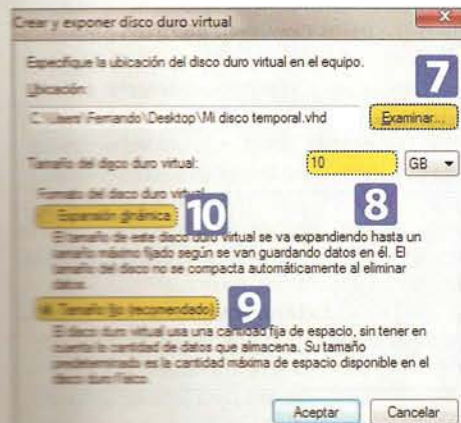 Crear y exponer disco duro virtual
Especifique la ubicación del disco duro virtual en el equipo.
7
Ubicación:
C:\Users\Fernando\Desktop\Mi disco temporal.vhd
Examinar...
Tamaño del disco duro virtual:
10
GB
8
Formato del disco duro virtual
Expansión dinámica
10
El tamaño de este disco duro virtual se va expandiendo hasta un
tamaño máximo fijado según se van guardando datos en él. El
tamaño del disco no se compacta automáticamente al eliminar
datos.
Tamaño fijo (recomendado)
9
El disco duro virtual usa una cantidad fija de espacio, sin tener en
cuenta la cantidad de datos que almacena. Su tamaño
predeterminado es la cantidad máxima de espacio disponible en el
disco duro físico.
Aceptar
Cancelar